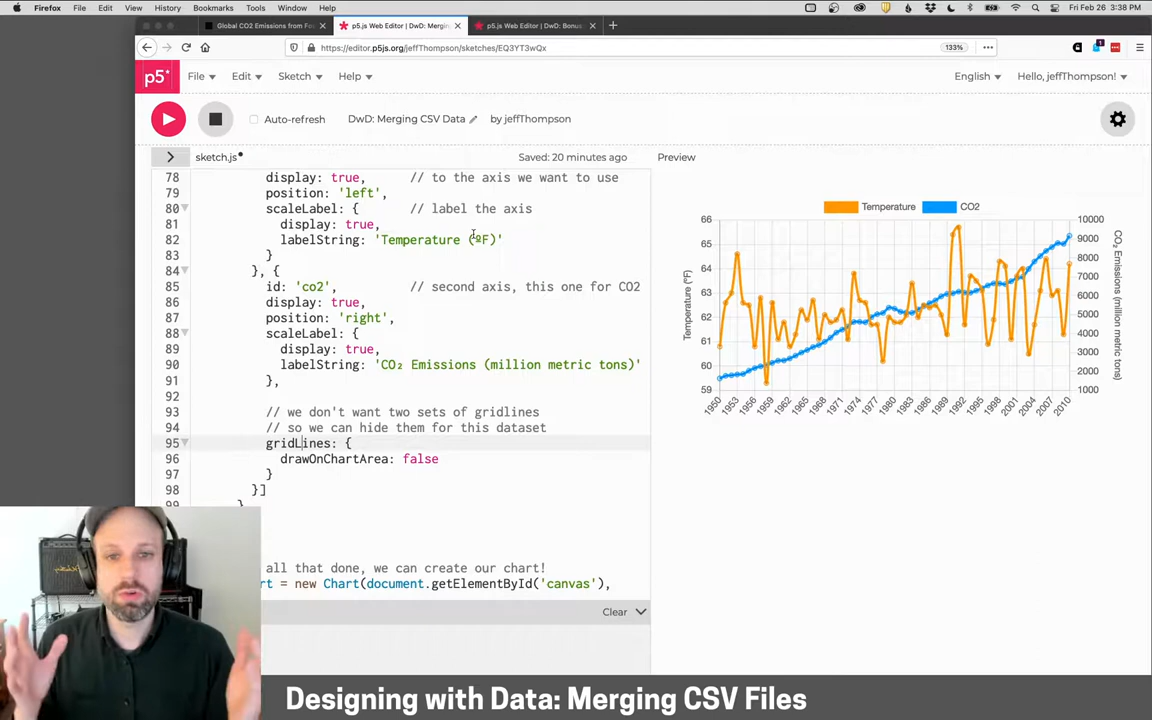 Firefox File Edit View History Bookmarks Tools Window Help Fri Feb 26 3:38 PM
Global CO2 Emissions from Fo
p5.js Web Editor | DwD: Mergin
p5.js Web Editor | DwD: Bonus
https://editor.p5js.org/jeffThompson/sketches/EQ3YT3wQx 133%
p5* File Edit Sketch Help English Hello, jeffThompson!
Auto-refresh DwD: Merging CSV Data by jeffThompson
sketch.js Saved: 20 minutes ago Preview
78 display: true, // to the axis we want to use
79 position: 'left',
80 scaleLabel: { // label the axis
81 display: true,
82 labelString: 'Temperature (ºF)'
83 }
84 }, {
85 id: 'co2', // second axis, this one for CO2
86 display: true,
87 position: 'right',
88 scaleLabel: {
89 display: true,
90 labelString: 'CO₂ Emissions (million metric tons)'
91 },
92
93 // we don't want two sets of gridlines
94 // so we can hide them for this dataset
95 gridLines: {
96 drawOnChartArea: false
97 }
98 }]
99 }
all that done, we can create our chart!
rt = new Chart(document.getElementById('canvas'),
Clear
Temperature CO2
66
65
64
63
62
61
60
59
Temperature (ºF)
10000
9000
8000
7000
6000
5000
4000
3000
2000
1000
CO₂ Emissions (million metric tons)
1950 1953 1956 1959 1962 1965 1968 1971 1974 1977 1980 1983 1986 1989 1992 1995 1998 2001 2004 2007 2010
Designing with Data: Merging CSV Files